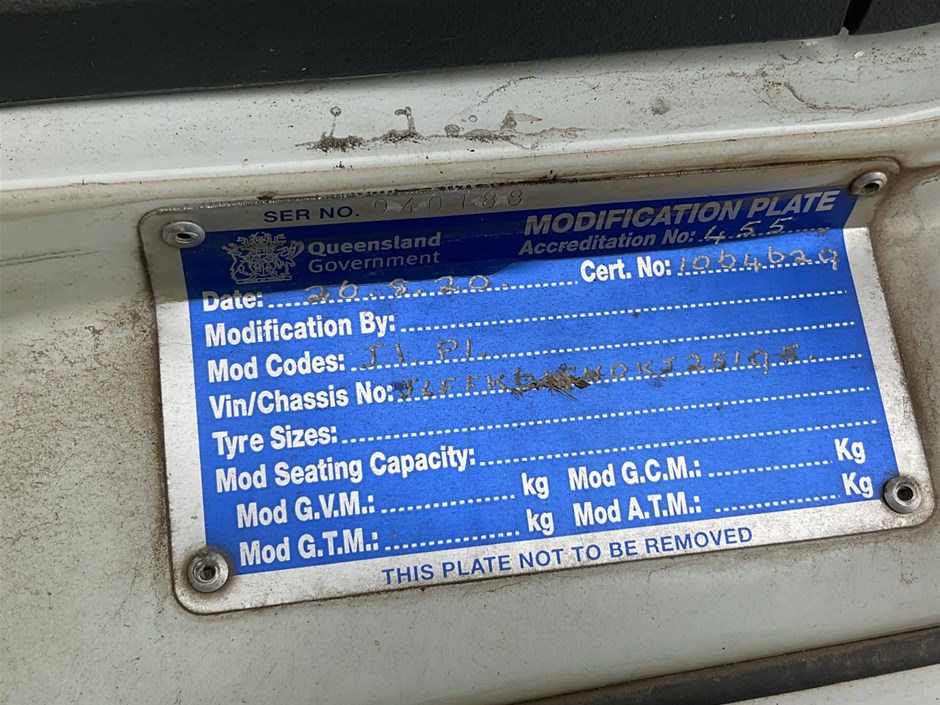 SER NO. 940188
MODIFICATION PLATE
Queensland
Government
Accreditation No: 455
Date: 26.8.20.
Cert. No: 1064629
Modification By:
Mod Codes: J1 P1.
Vin/Chassis No:
Tyre Sizes:
Mod Seating Capacity:
Mod G.V.M.: kg Mod G.C.M.: Kg
Mod G.T.M.: kg Mod A.T.M.: Kg
THIS PLATE NOT TO BE REMOVED